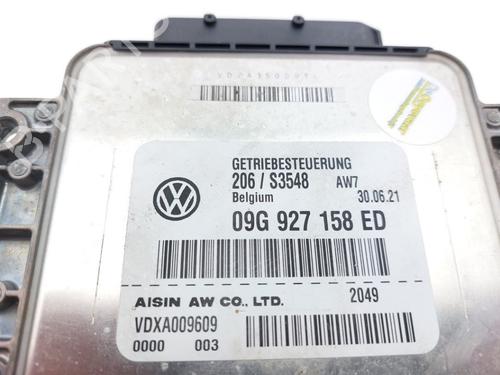 GETRIEBESTEUERUNG
206 / S3548 AW7
Belgium 30.06.21
09G 927 158 ED
AISIN AW CO., LTD. 2049
VDXA009609
0000 003